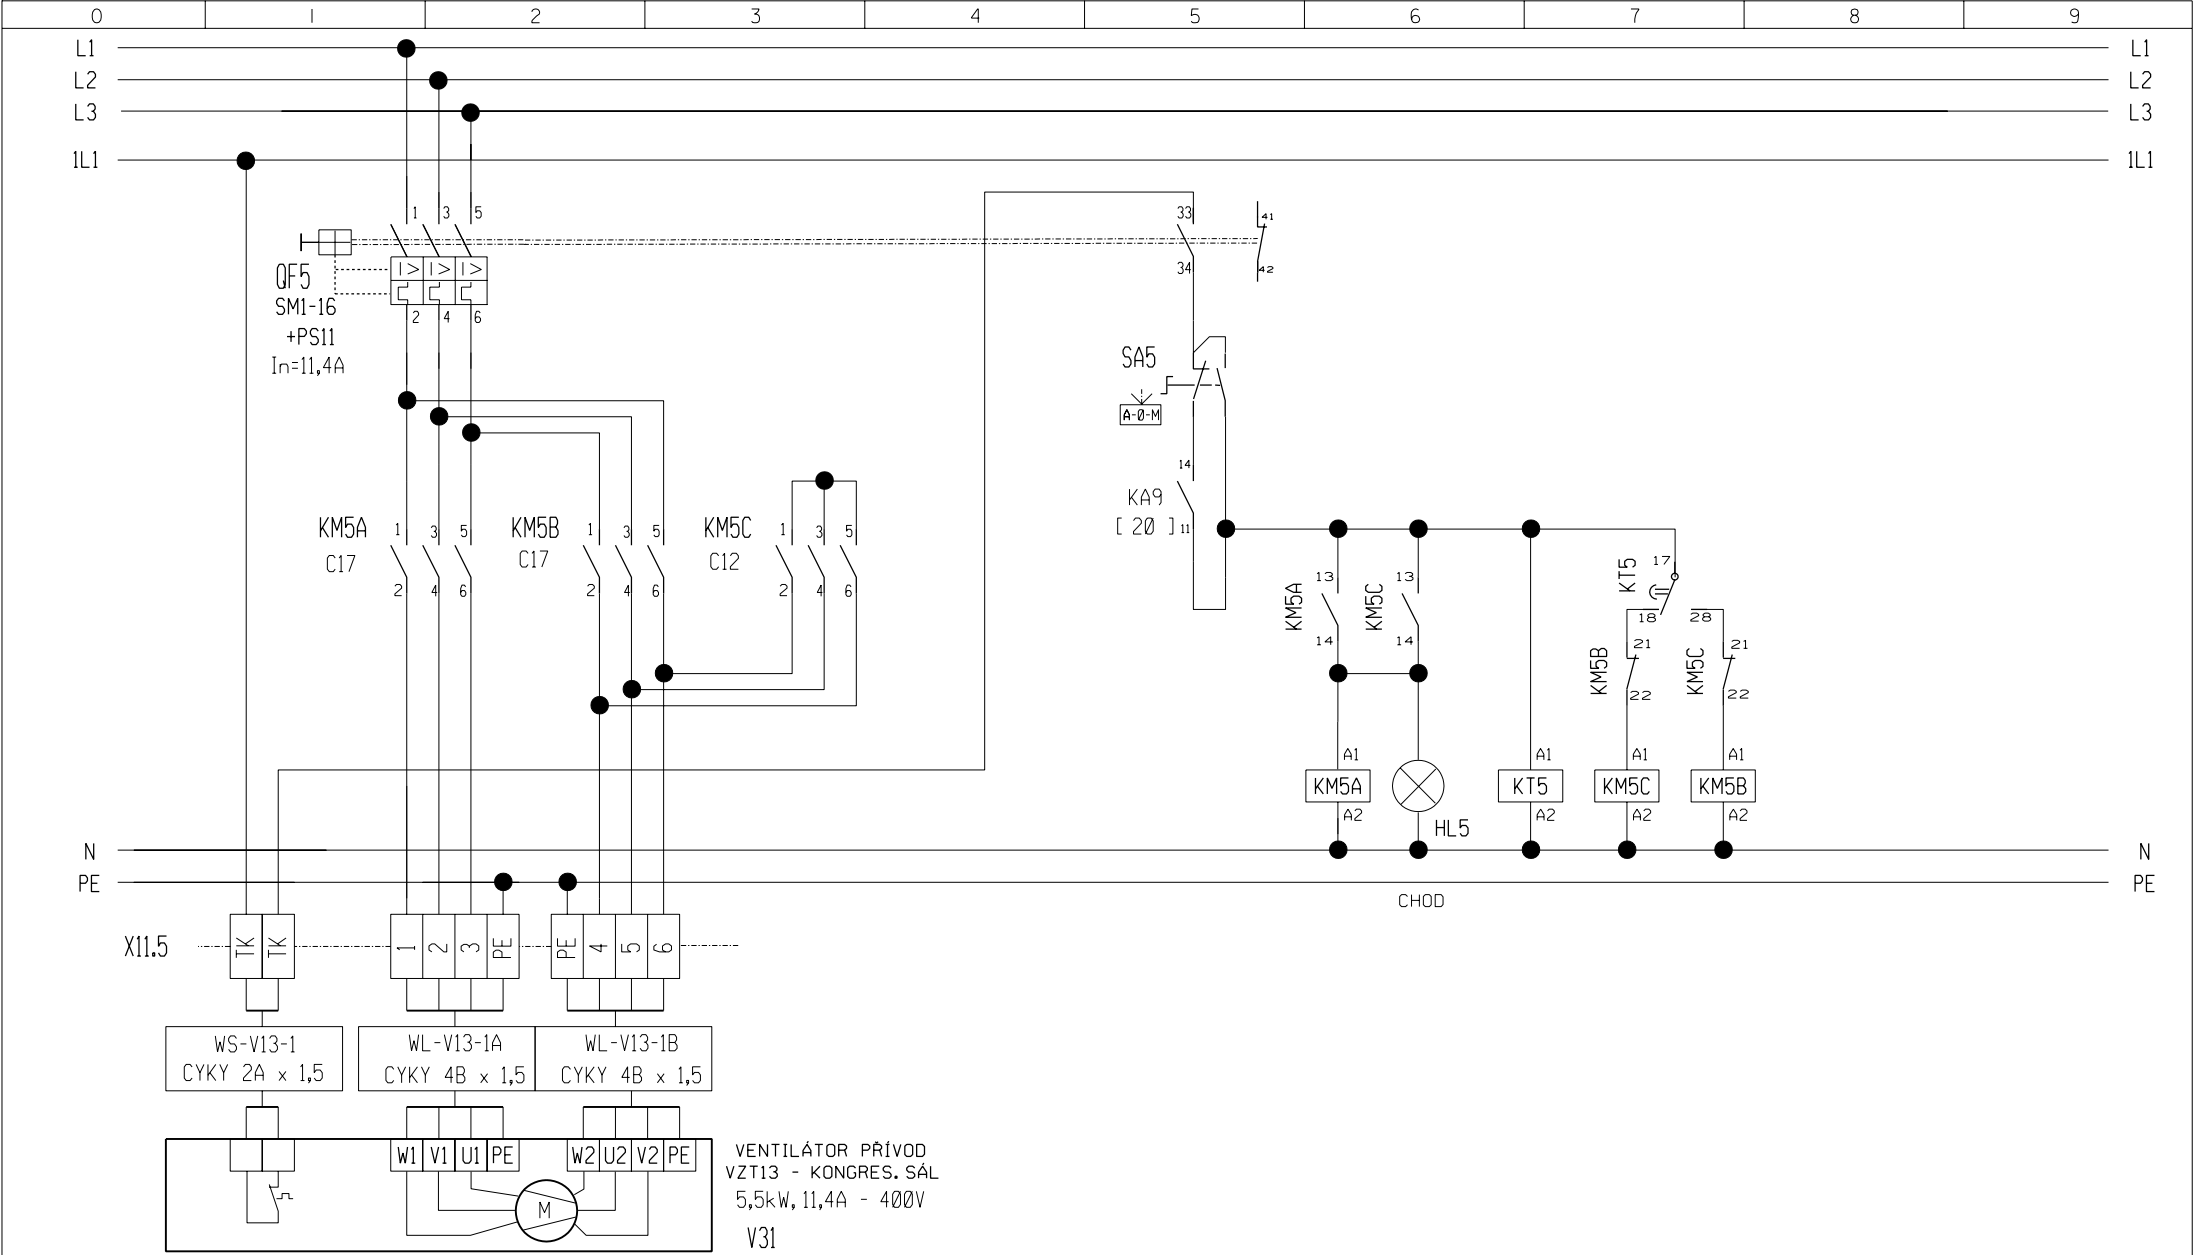 0 1 2 3 4 5 6 7 8 9
L1 L1
L2 L2
L3 L3
1L1 1L1
1 3 5
33 41
34 42
QF5
SM1-16
+PS11
In=11,4A
I> I> I>
2 4 6
SA5
A-0-M
14
KA9
[ 20 ] 11
KM5A 1 3 5
C17
2 4 6
KM5B 1 3 5
C17
2 4 6
KM5C 1 3 5
C12
2 4 6
KM5A 13
14
KM5C 13
14
KT5 17
18 28
KM5B 21
22
KM5C 21
22
A1 A1 A1 A1
KM5A KT5 KM5C KM5B
A2 A2 A2 A2
HL5
N N
PE PE
CHOD
X11.5 TK TK 1 2 3 PE PE 4 5 6
WS-V13-1
CYKY 2A x 1,5
WL-V13-1A
CYKY 4B x 1,5
WL-V13-1B
CYKY 4B x 1,5
W1 V1 U1 PE W2 U2 V2 PE
M
VENTILÁTOR PŘÍVOD
VZT13 - KONGRES. SÁL
5,5kW, 11,4A - 400V
V31